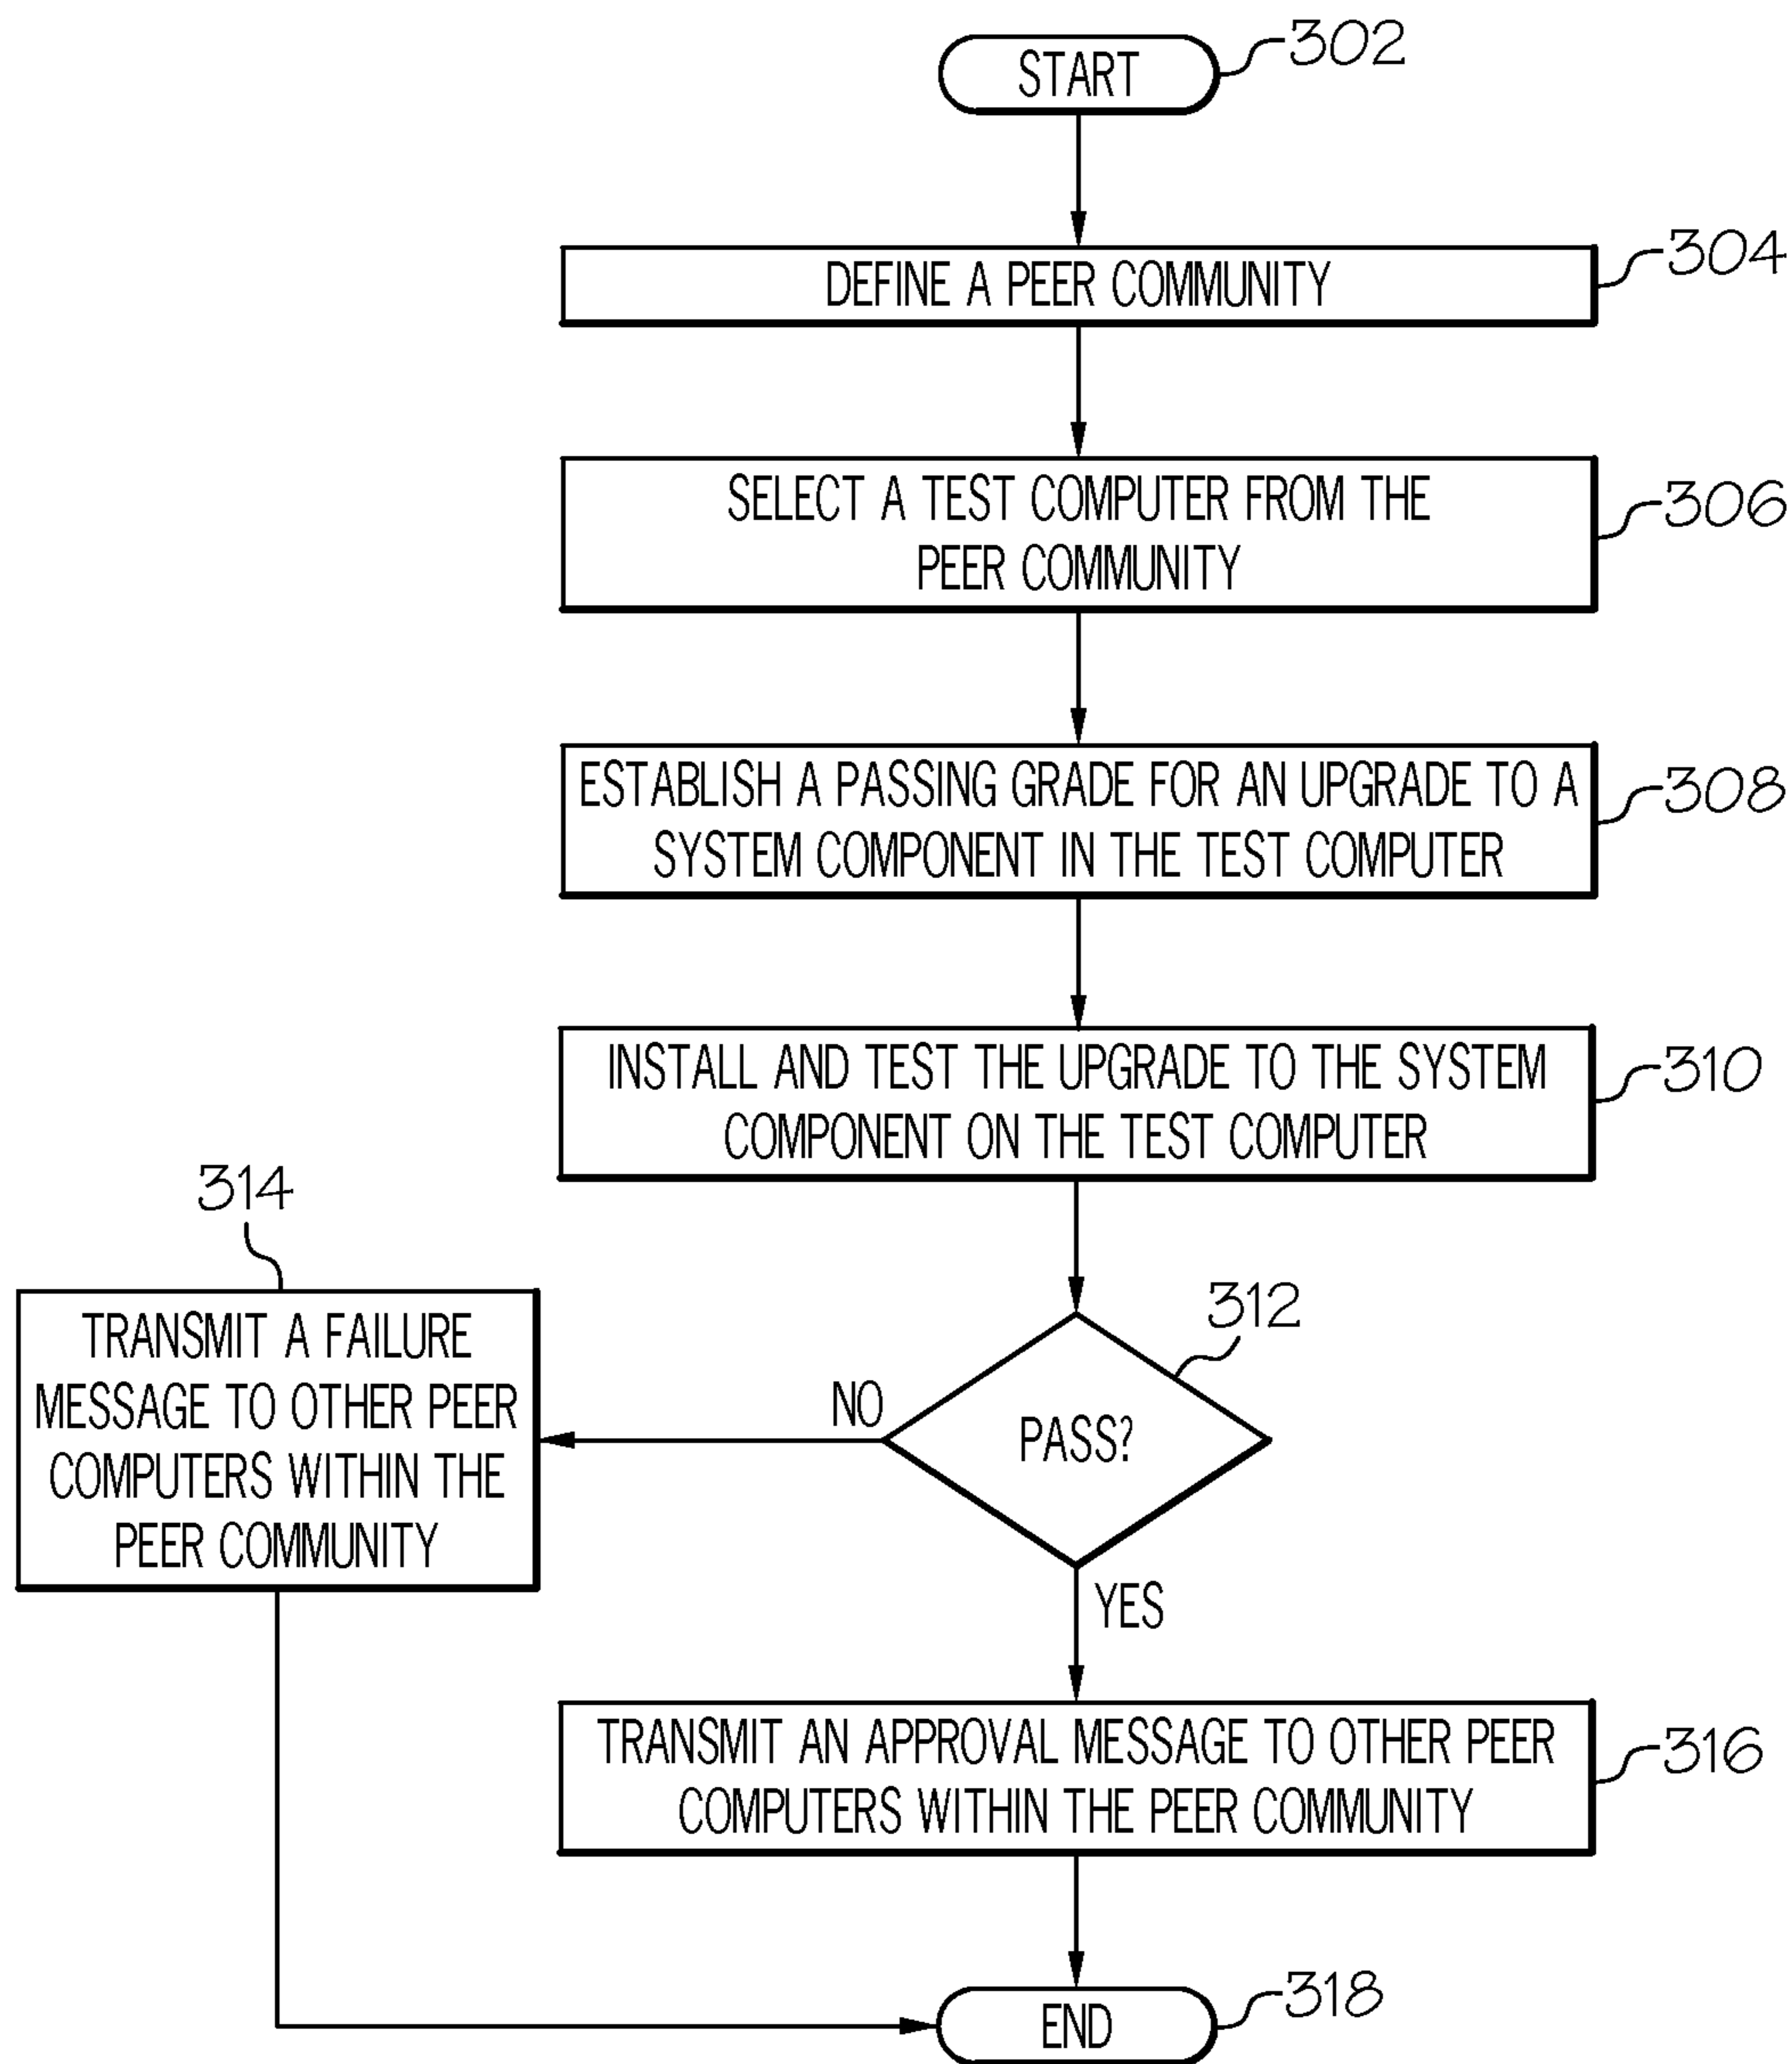 START
302
DEFINE A PEER COMMUNITY
304
SELECT A TEST COMPUTER FROM THE
PEER COMMUNITY
306
ESTABLISH A PASSING GRADE FOR AN UPGRADE TO A
SYSTEM COMPONENT IN THE TEST COMPUTER
308
INSTALL AND TEST THE UPGRADE TO THE SYSTEM
COMPONENT ON THE TEST COMPUTER
310
312
PASS?
NO
314
TRANSMIT A FAILURE
MESSAGE TO OTHER PEER
COMPUTERS WITHIN THE
PEER COMMUNITY
YES
TRANSMIT AN APPROVAL MESSAGE TO OTHER PEER
COMPUTERS WITHIN THE PEER COMMUNITY
316
END
318